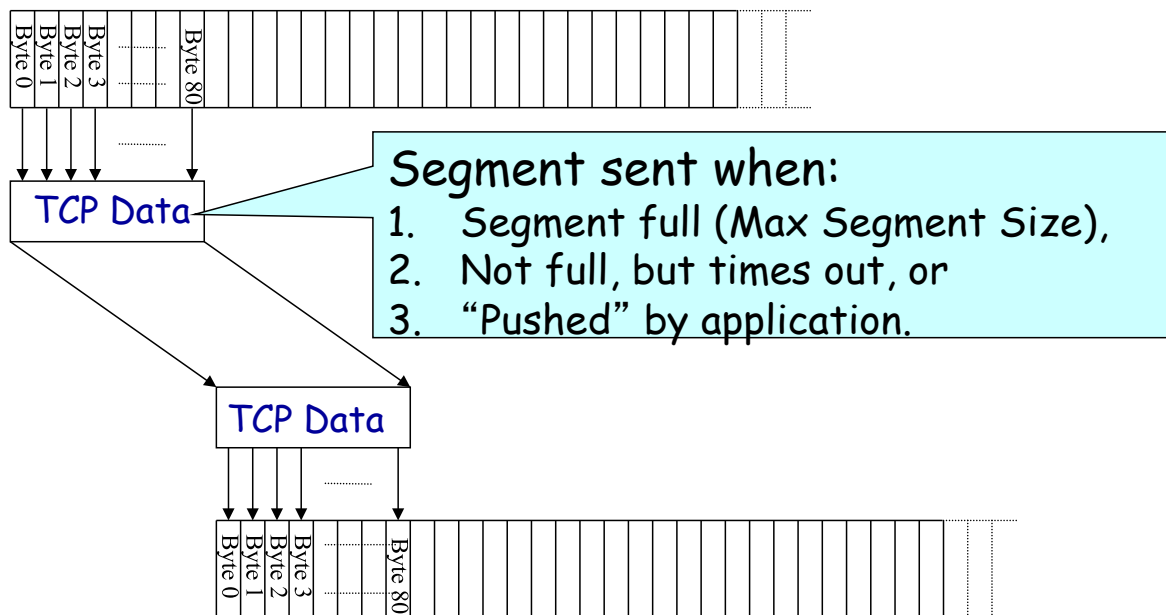 Byte 0
Byte 1
Byte 2
Byte 3
Byte 80
TCP Data
Segment sent when:
1. Segment full (Max Segment Size),
2. Not full, but times out, or
3. “Pushed” by application.
TCP Data
Byte 0
Byte 1
Byte 2
Byte 3
Byte 80